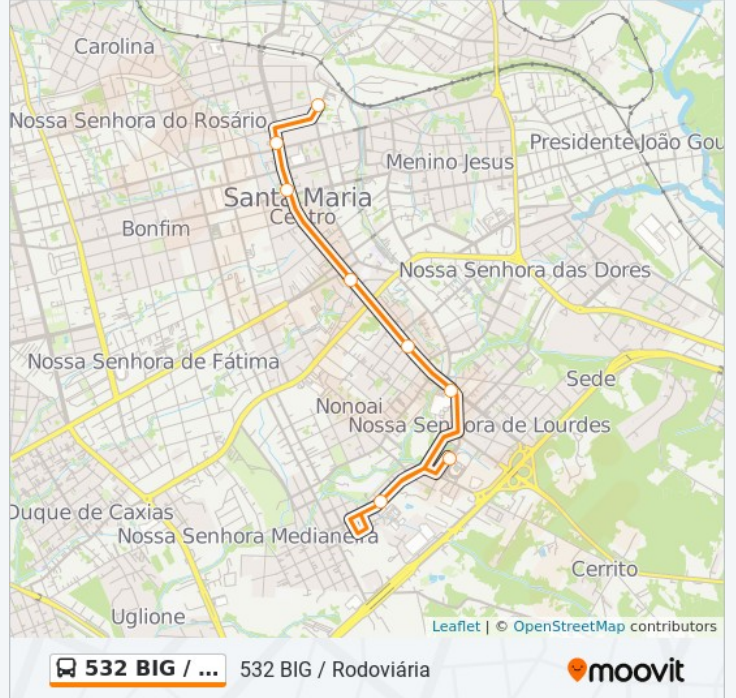 Carolina
Nossa Senhora do Rosário
Presidente João Gou
Menino Jesus
Santa Maria
Centro
Bonfim
Nossa Senhora das Dores
Nossa Senhora de Fátima
Sede
Nonoai
Nossa Senhora de Lourdes
Duque de Caxias
Nossa Senhora Medianeira
Cerrito
Uglione
Leaflet | © OpenStreetMap contributors
532 BIG / ...
532 BIG / Rodoviária
moovit